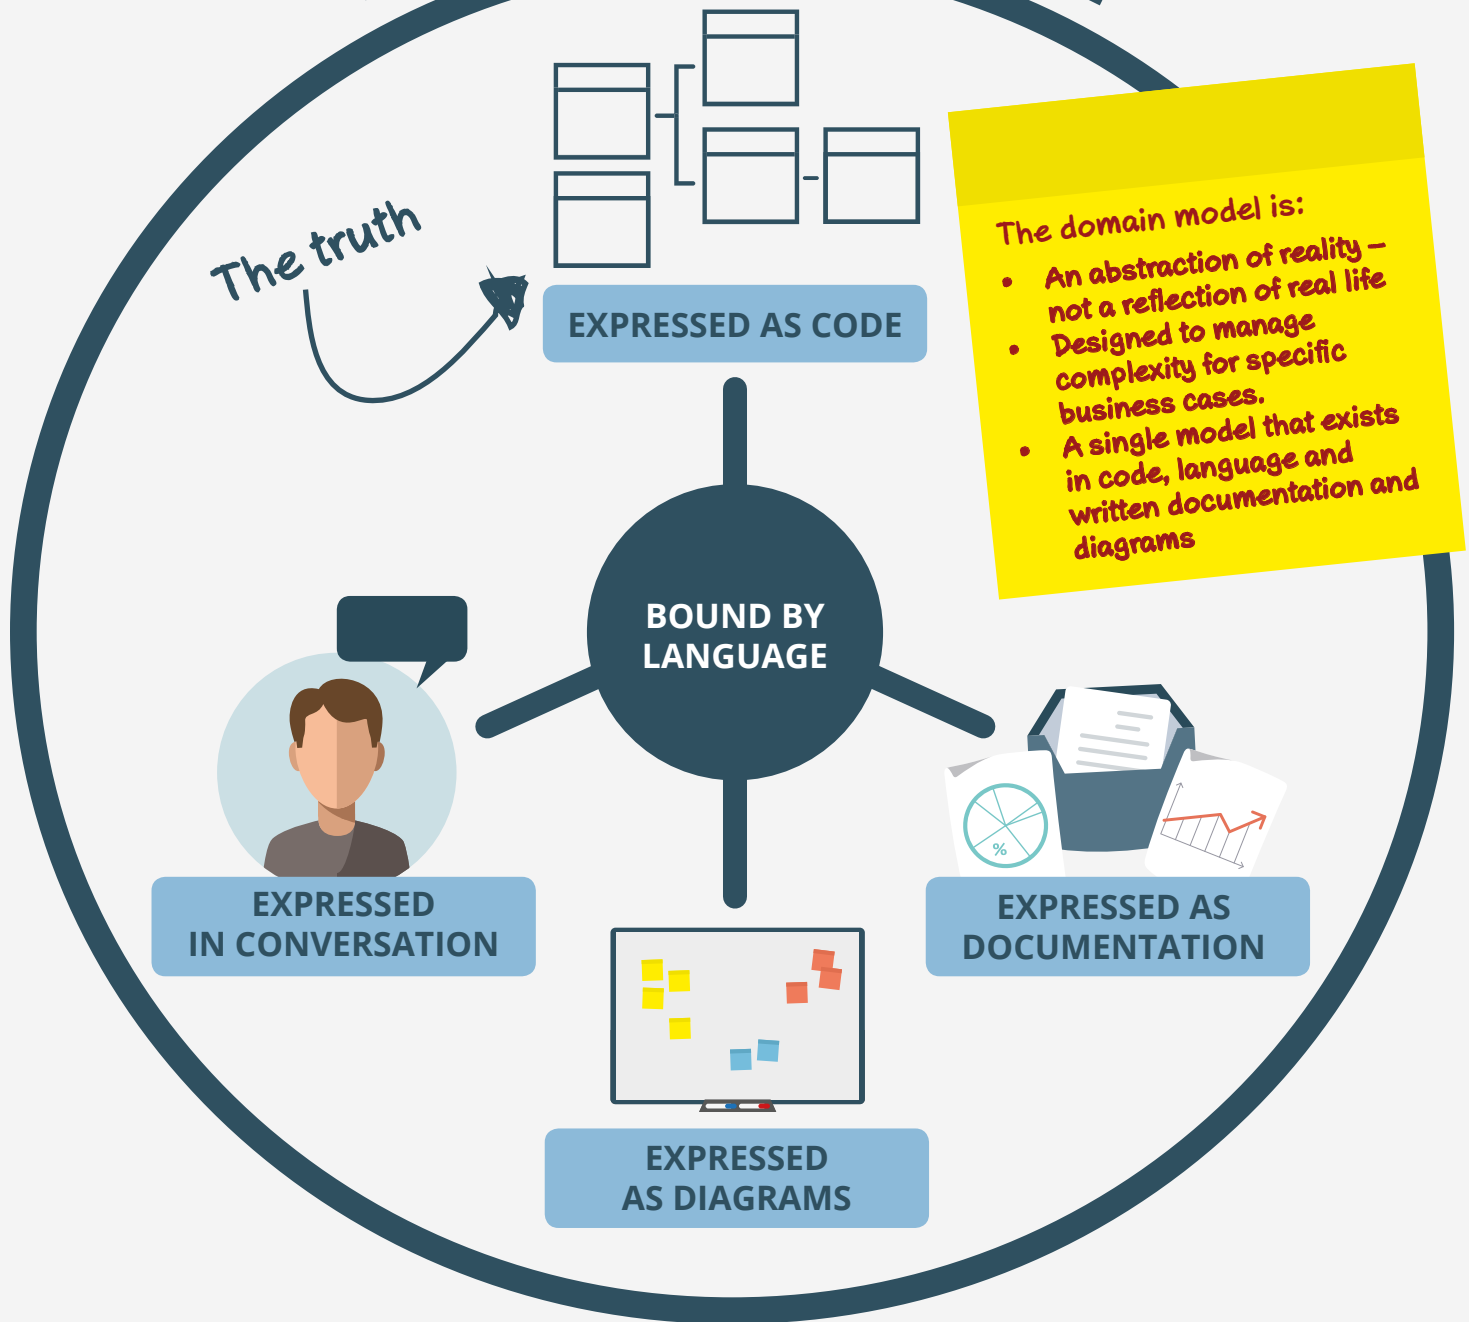 The truth
EXPRESSED AS CODE
The domain model is:
• An abstraction of reality –
not a reflection of real life
• Designed to manage
complexity for specific
business cases.
• A single model that exists
in code, language and
written documentation and
diagrams
BOUND BY
LANGUAGE
EXPRESSED
IN CONVERSATION
%
EXPRESSED AS
DOCUMENTATION
EXPRESSED
AS DIAGRAMS